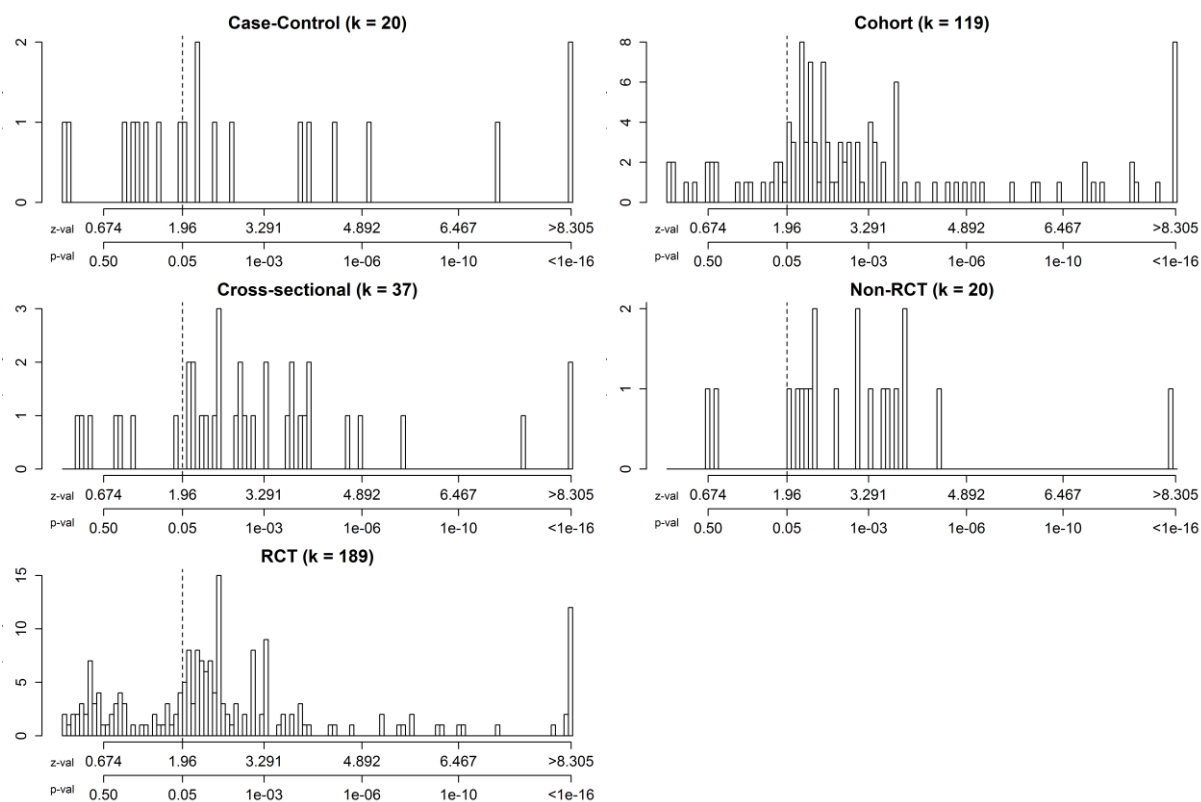 Case-Control (k = 20)
2
1
0
z-val 0.674 1.96 3.291 4.892 6.467 >8.305
p-val 0.50 0.05 1e-03 1e-06 1e-10 <1e-16
Cohort (k = 119)
8
6
4
2
0
z-val 0.674 1.96 3.291 4.892 6.467 >8.305
p-val 0.50 0.05 1e-03 1e-06 1e-10 <1e-16
Cross-sectional (k = 37)
3
2
1
0
z-val 0.674 1.96 3.291 4.892 6.467 >8.305
p-val 0.50 0.05 1e-03 1e-06 1e-10 <1e-16
Non-RCT (k = 20)
2
1
0
z-val 0.674 1.96 3.291 4.892 6.467 >8.305
p-val 0.50 0.05 1e-03 1e-06 1e-10 <1e-16
RCT (k = 189)
15
10
5
0
z-val 0.674 1.96 3.291 4.892 6.467 >8.305
p-val 0.50 0.05 1e-03 1e-06 1e-10 <1e-16